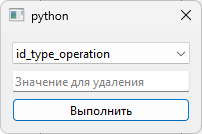 python
id_type_operation
Значение для удаления
Выполнить